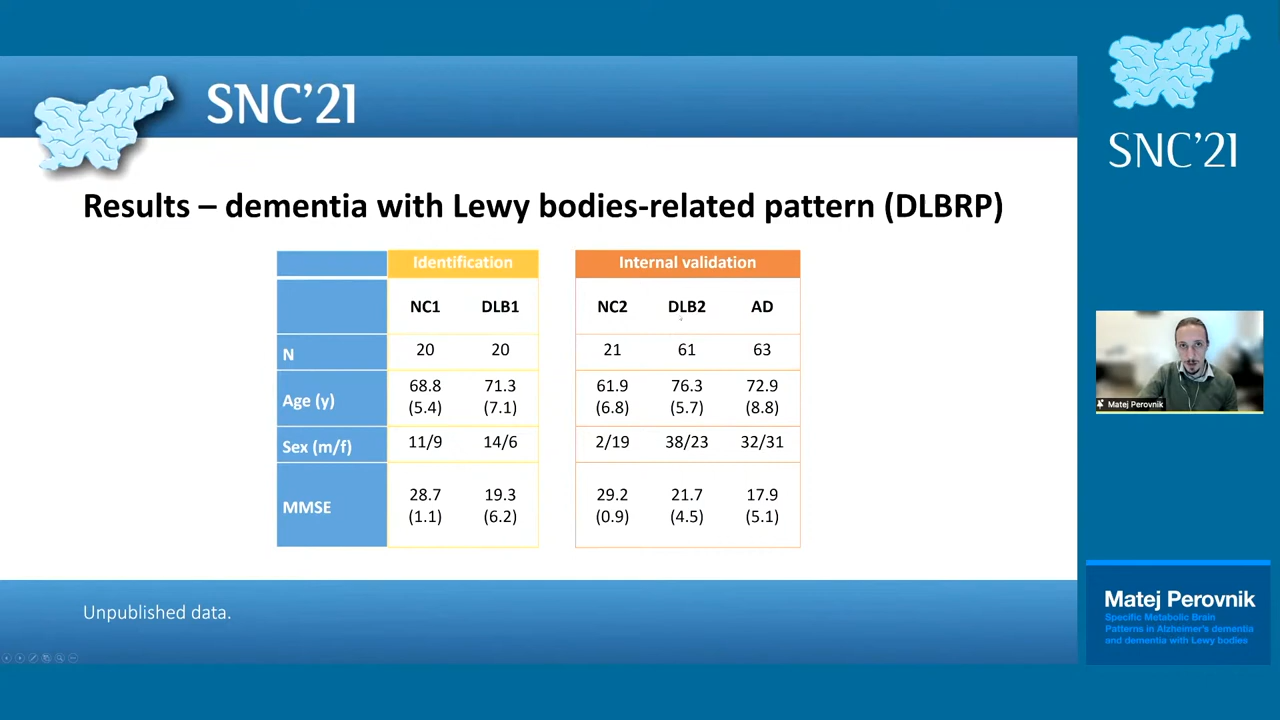 SNC'21
SNC'21
Results – dementia with Lewy bodies-related pattern (DLBRP)
Identification Internal validation
NC1 DLB1 NC2 DLB2 AD
N 20 20 21 61 63
Age (y) 68.8 (5.4) 71.3 (7.1) 61.9 (6.8) 76.3 (5.7) 72.9 (8.8)
Sex (m/f) 11/9 14/6 2/19 38/23 32/31
MMSE 28.7 (1.1) 19.3 (6.2) 29.2 (0.9) 21.7 (4.5) 17.9 (5.1)
Unpublished data.
Matej Perovnik
Matej Perovnik
Specific Metabolic Brain
Patterns in Alzheimer's dementia
and dementia with Lewy bodies